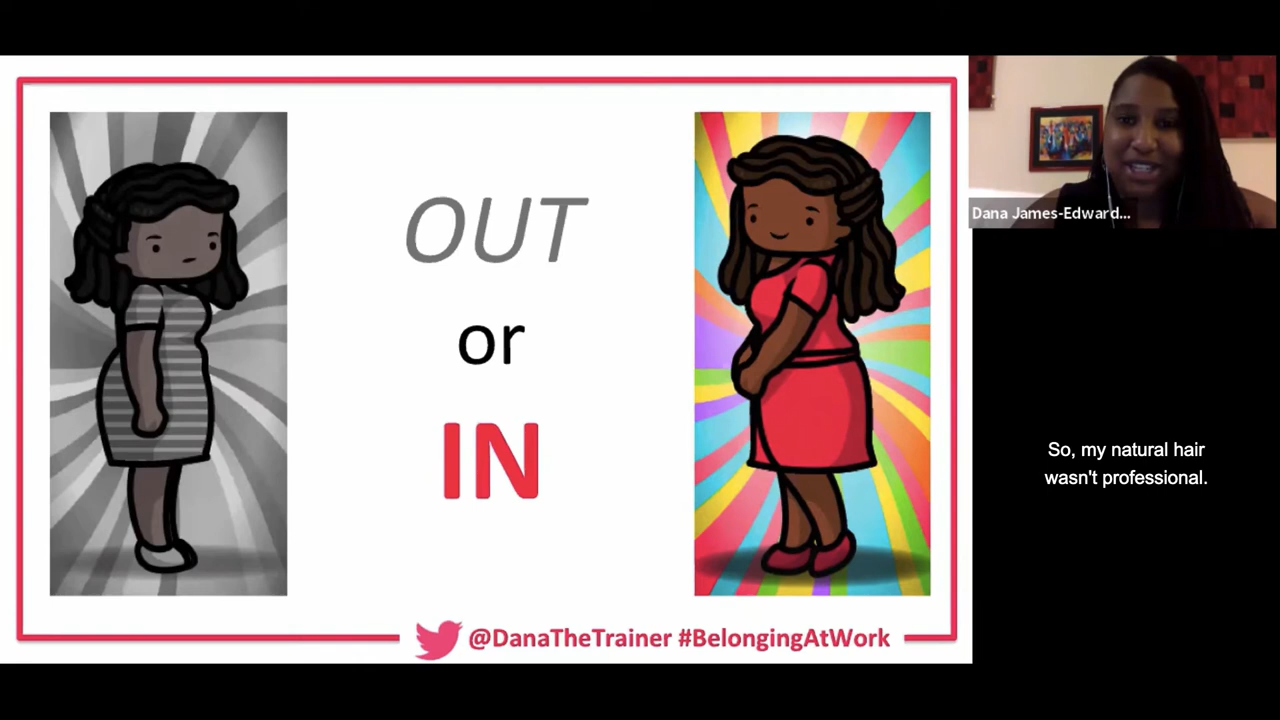 OUT
or
IN
@DanaTheTrainer #BelongingAtWork
Dana James-Edward...
So, my natural hair
wasn't professional.